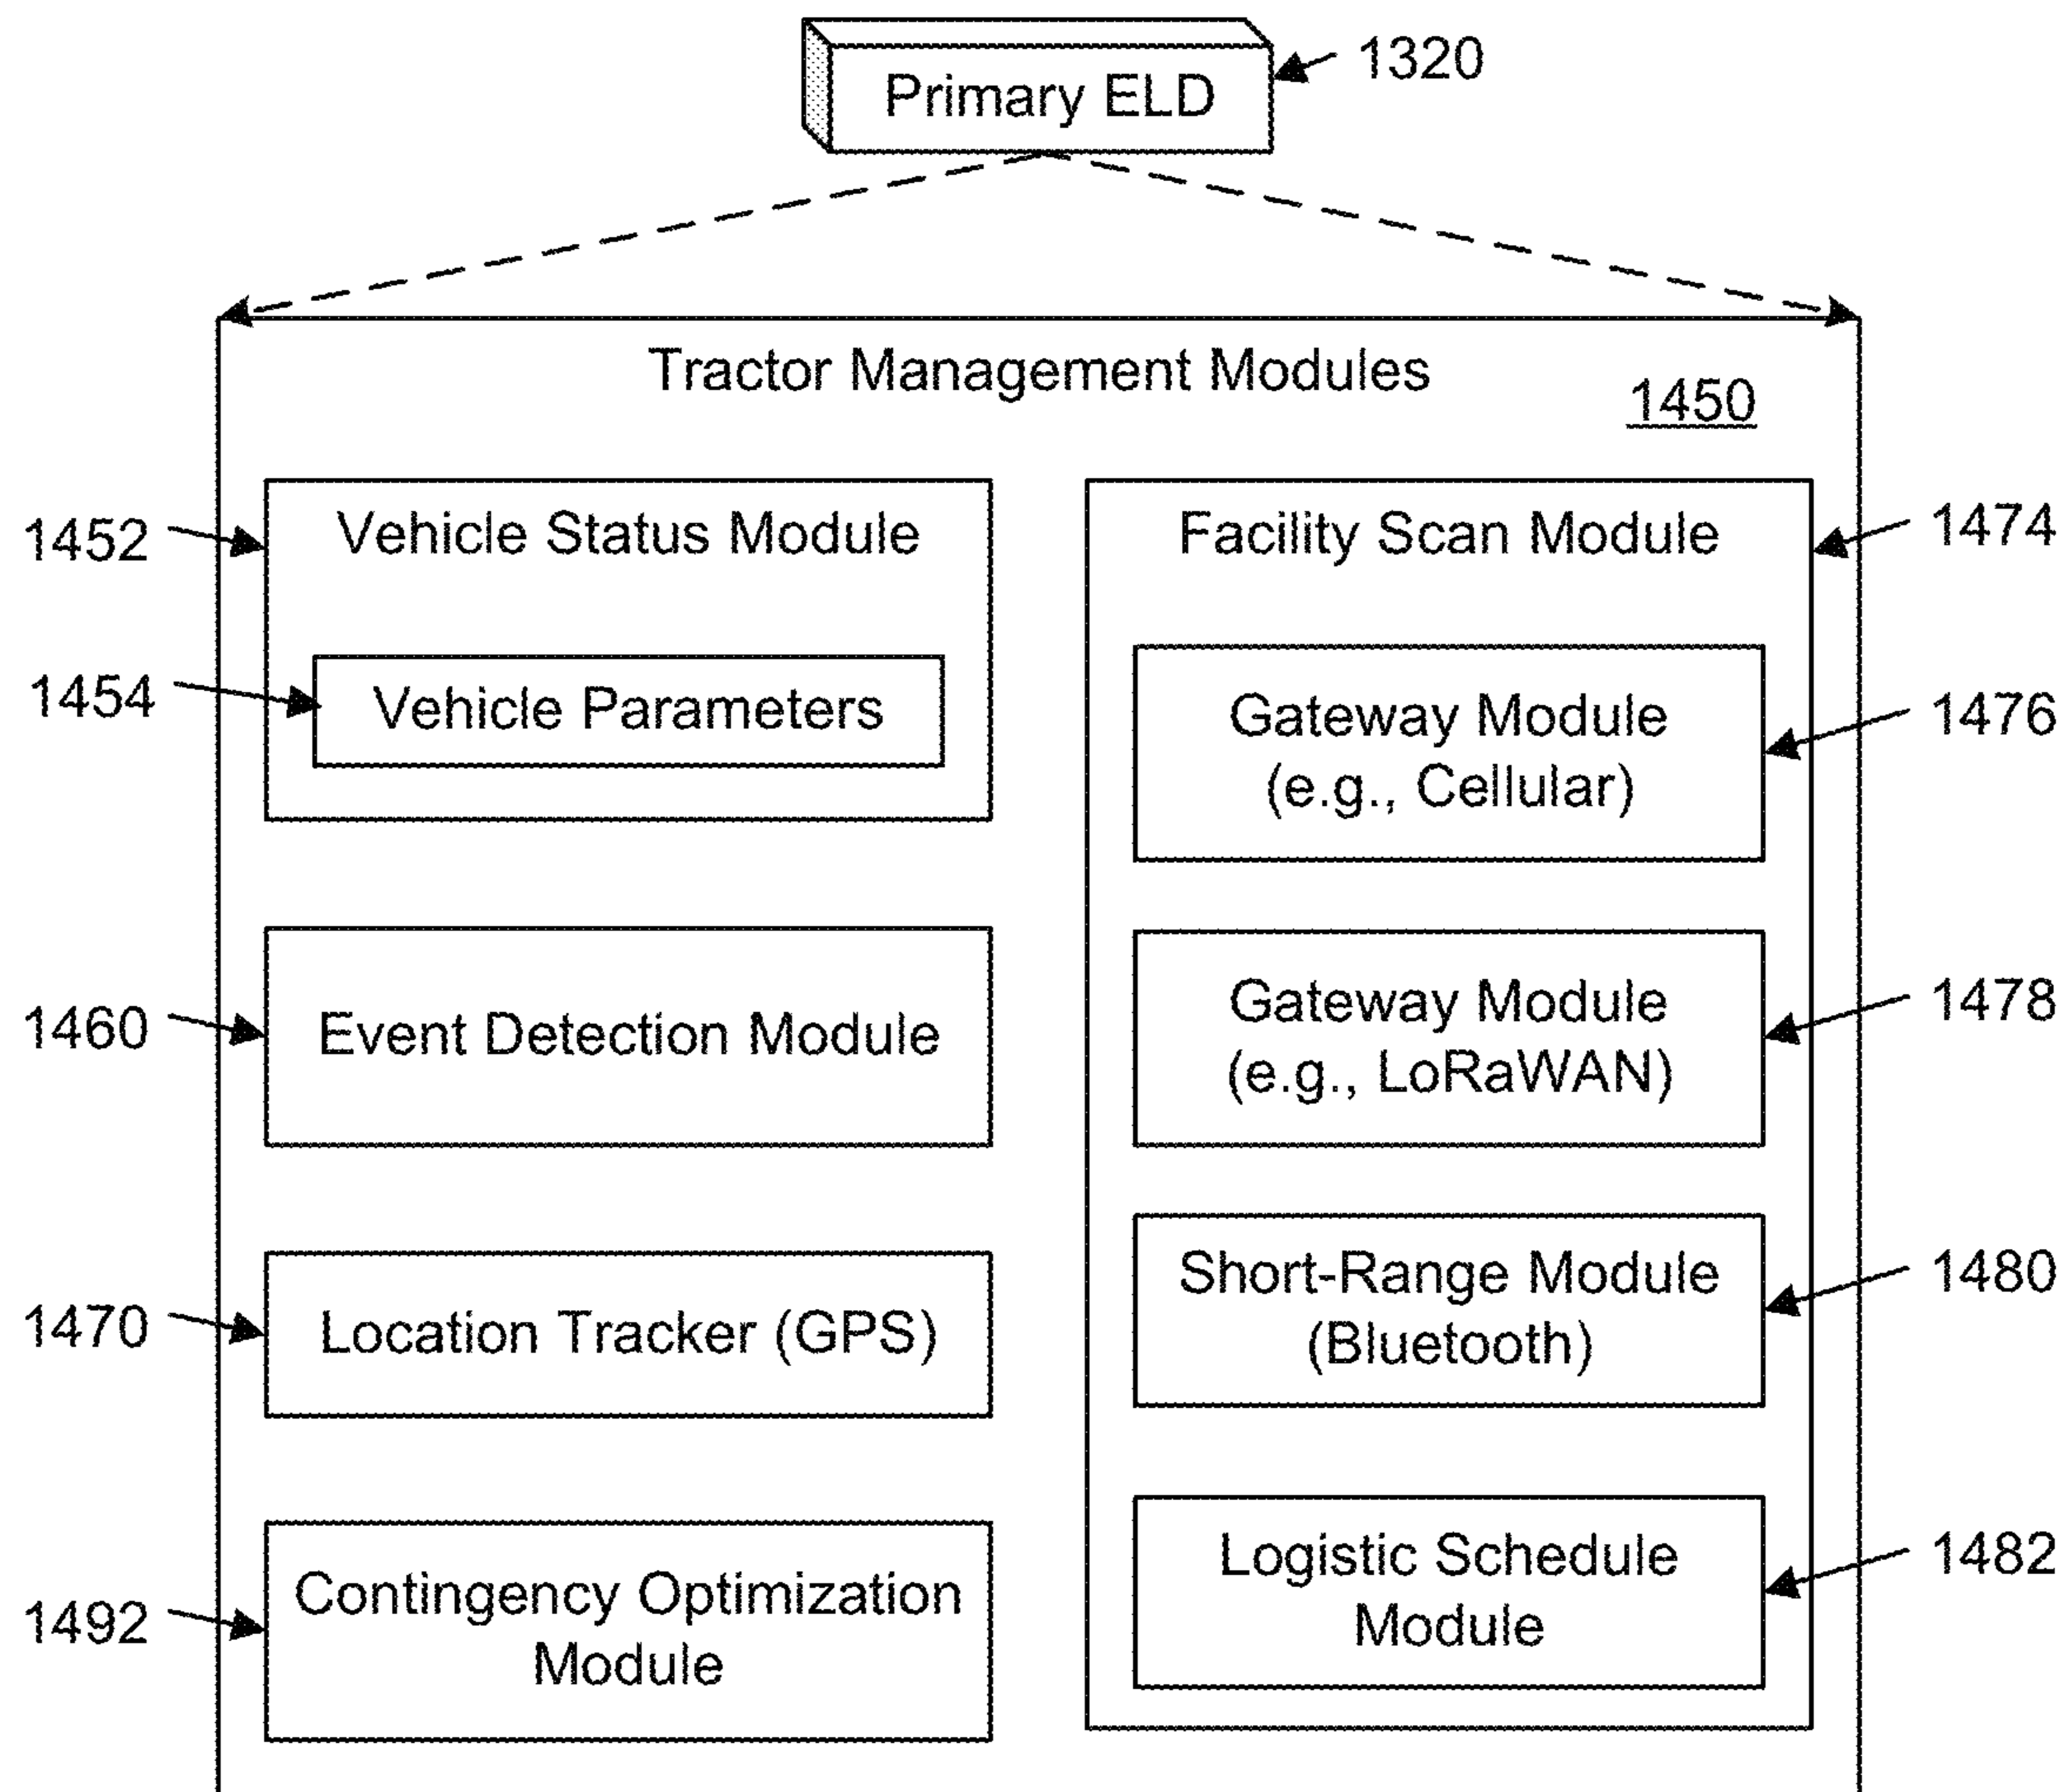 Primary ELD
1320
Tractor Management Modules
1450
1452
Vehicle Status Module
1454
Vehicle Parameters
1460
Event Detection Module
1470
Location Tracker (GPS)
1492
Contingency Optimization
Module
Facility Scan Module
1474
Gateway Module
(e.g., Cellular)
1476
Gateway Module
(e.g., LoRaWAN)
1478
Short-Range Module
(Bluetooth)
1480
Logistic Schedule
Module
1482